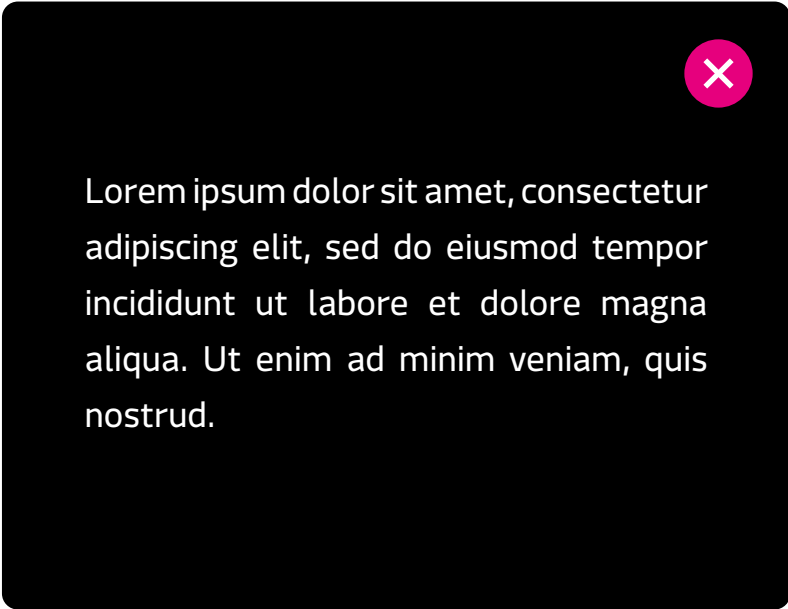 Lorem ipsum dolor sit amet, consectetur
adipiscing elit, sed do eiusmod tempor
incididunt ut labore et dolore magna
aliqua. Ut enim ad minim veniam, quis
nostrud.